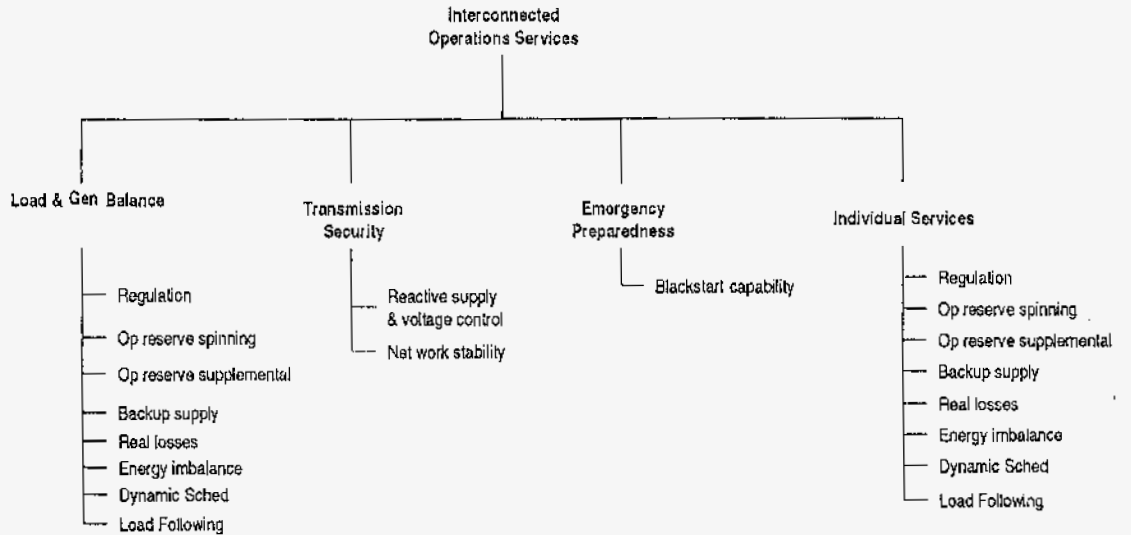 Interconnected
Operations Services
Load & Gen Balance
Regulation
Op reserve spinning
Op reserve supplemental
Backup supply
Real losses
Energy imbalance
Dynamic Sched
Load Following
Transmission
Security
Reactive supply
& voltage control
Net work stability
Emergency
Preparedness
Blackstart capability
Individual Services
Regulation
Op reserve spinning
Op reserve supplemental
Backup supply
Real losses
Energy imbalance
Dynamic Sched
Load Following